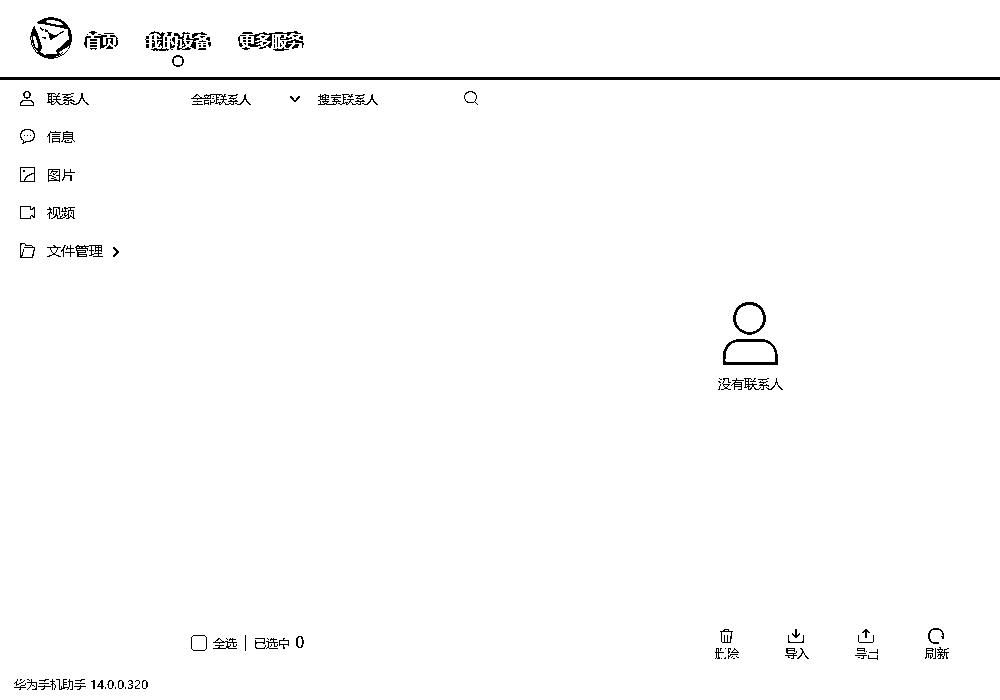 首页 我的设备 更多服务
联系人 全部联系人 搜索联系人
信息
图片
视频
文件管理
没有联系人
全选 已选中 0
删除 导入 导出 刷新
华为手机助手 14.0.0.320